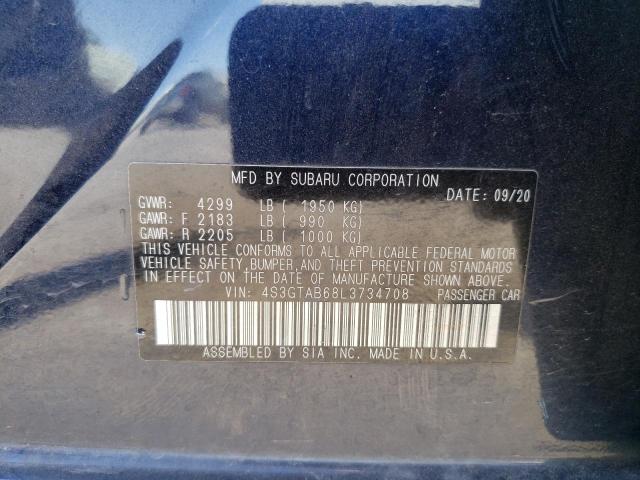 MFD BY SUBARU CORPORATION
DATE: 09/20
GVWR: 4299 LB ( 1950 KG)
GAWR: F 2183 LB ( 990 KG)
GAWR: R 2205 LB ( 1000 KG)
THIS VEHICLE CONFORMS TO ALL APPLICABLE FEDERAL MOTOR
VEHICLE SAFETY, BUMPER, AND THEFT PREVENTION STANDARDS
IN EFFECT ON THE DATE OF MANUFACTURE SHOWN ABOVE.
VIN: 4S3GTAB68L3734708 PASSENGER CAR
ASSEMBLED BY SIA INC. MADE IN U.S.A.